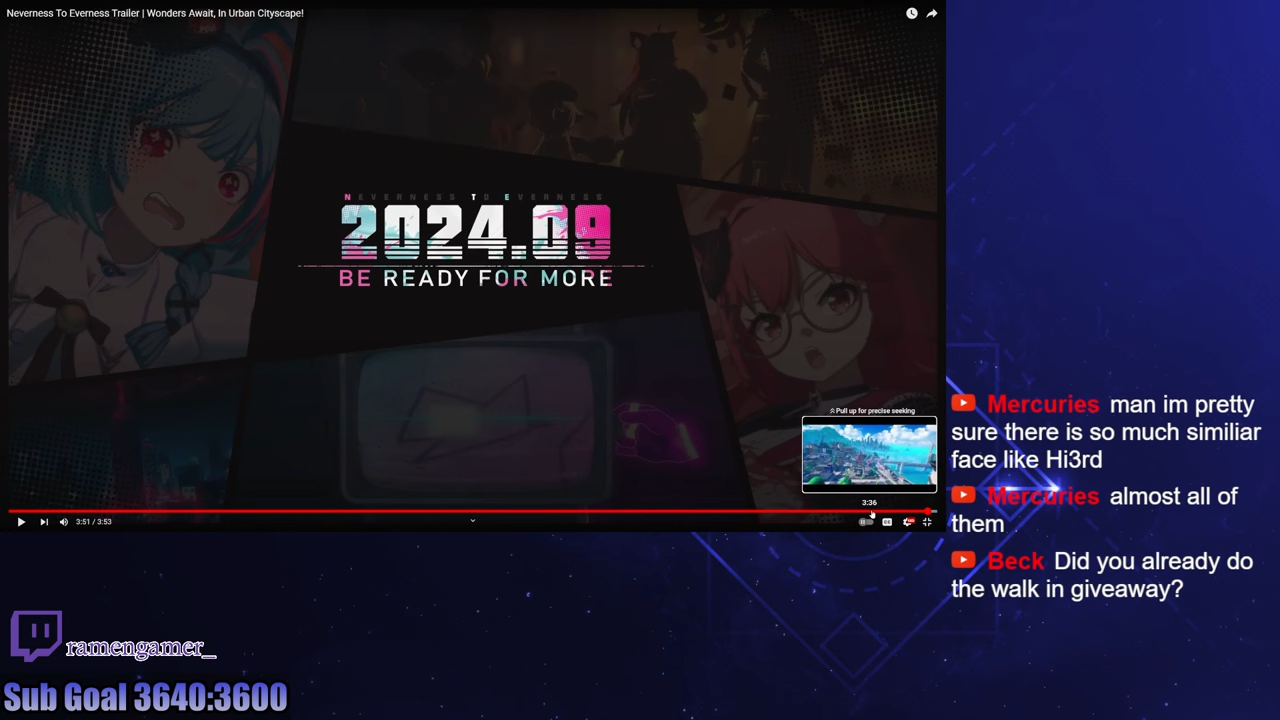 Neverness To Everness Trailer | Wonders Await, In Urban Cityscape!
NEVERNESS TO EVERNESS
2024.09
BE READY FOR MORE
Pull up for precise seeking
3:36
3:51 / 3:53
CC
Mercuries man im pretty
sure there is so much similiar
face like Hi3rd
Mercuries almost all of
them
Beck Did you already do
the walk in giveaway?
ramengamer_
Sub Goal 3640:3600